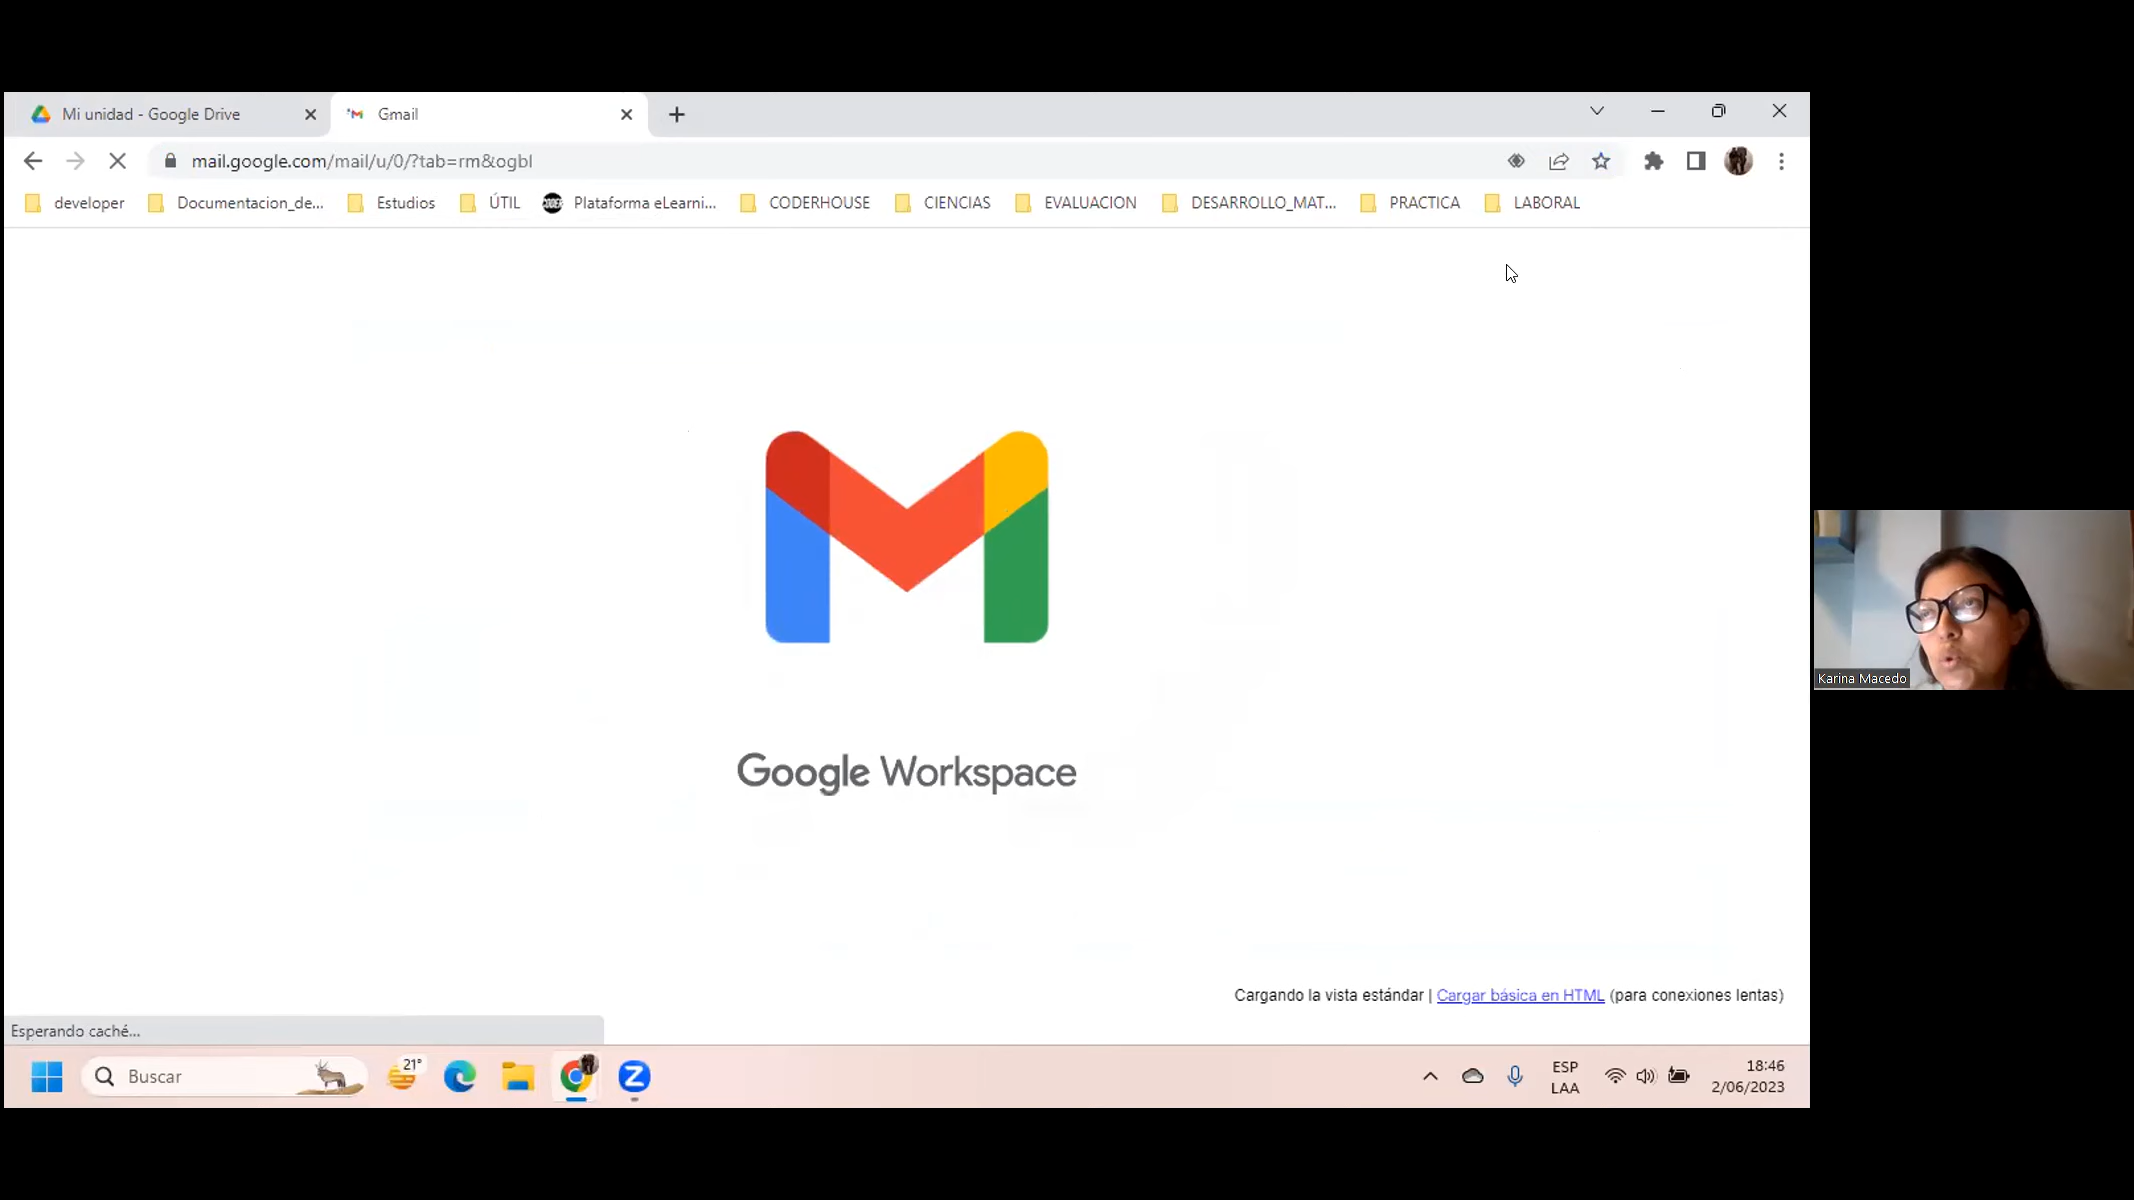 Mi unidad - Google Drive
Gmail
mail.google.com/mail/u/0/?tab=rm&ogbl
developer
Documentacion_de...
Estudios
ÚTIL
Plataforma eLearni...
CODERHOUSE
CIENCIAS
EVALUACION
DESARROLLO_MAT...
PRACTICA
LABORAL
Google Workspace
Karina Macedo
Cargando la vista estándar | Cargar básica en HTML (para conexiones lentas)
Esperando caché...
Buscar
21°
ESP
LAA
18:46
2/06/2023